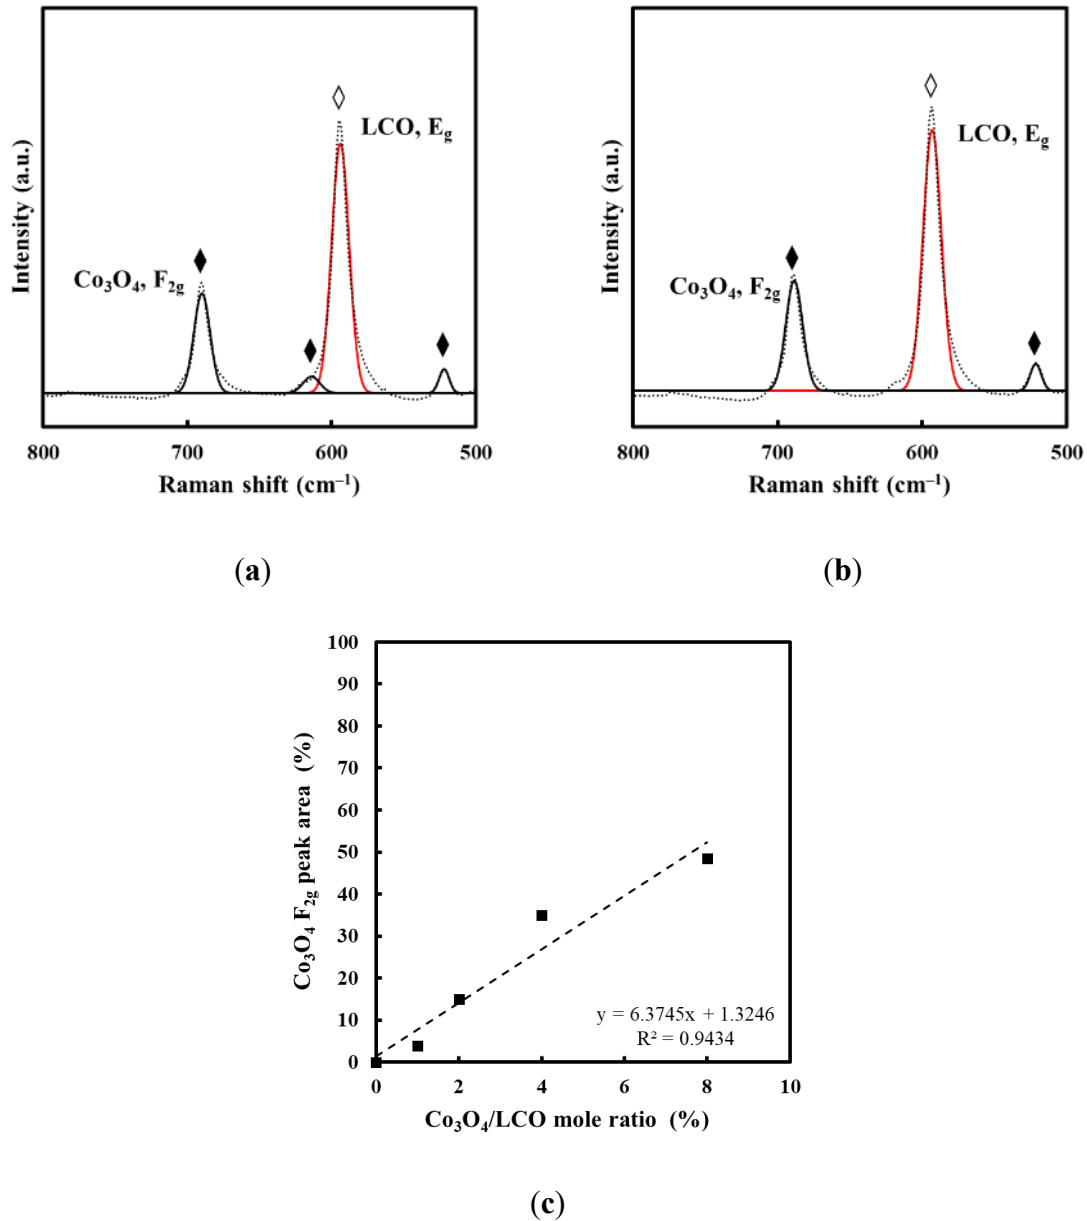 LCO, E₉
Co₃O₄, F₂g
Intensity (a.u.)
800 700 600 500
Raman shift (cm⁻¹)
(a)
LCO, Eg
Co₃O₄, F₂g
Intensity (a.u.)
800 700 600 500
Raman shift (cm⁻¹)
(b)
100
90
80
70
60
50
40
30
20
10
0
Co₃O₄ F₂g peak area (%)
y = 6.3745x + 1.3246
R² = 0.9434
0 2 4 6 8 10
Co₃O₄/LCO mole ratio (%)
(c)